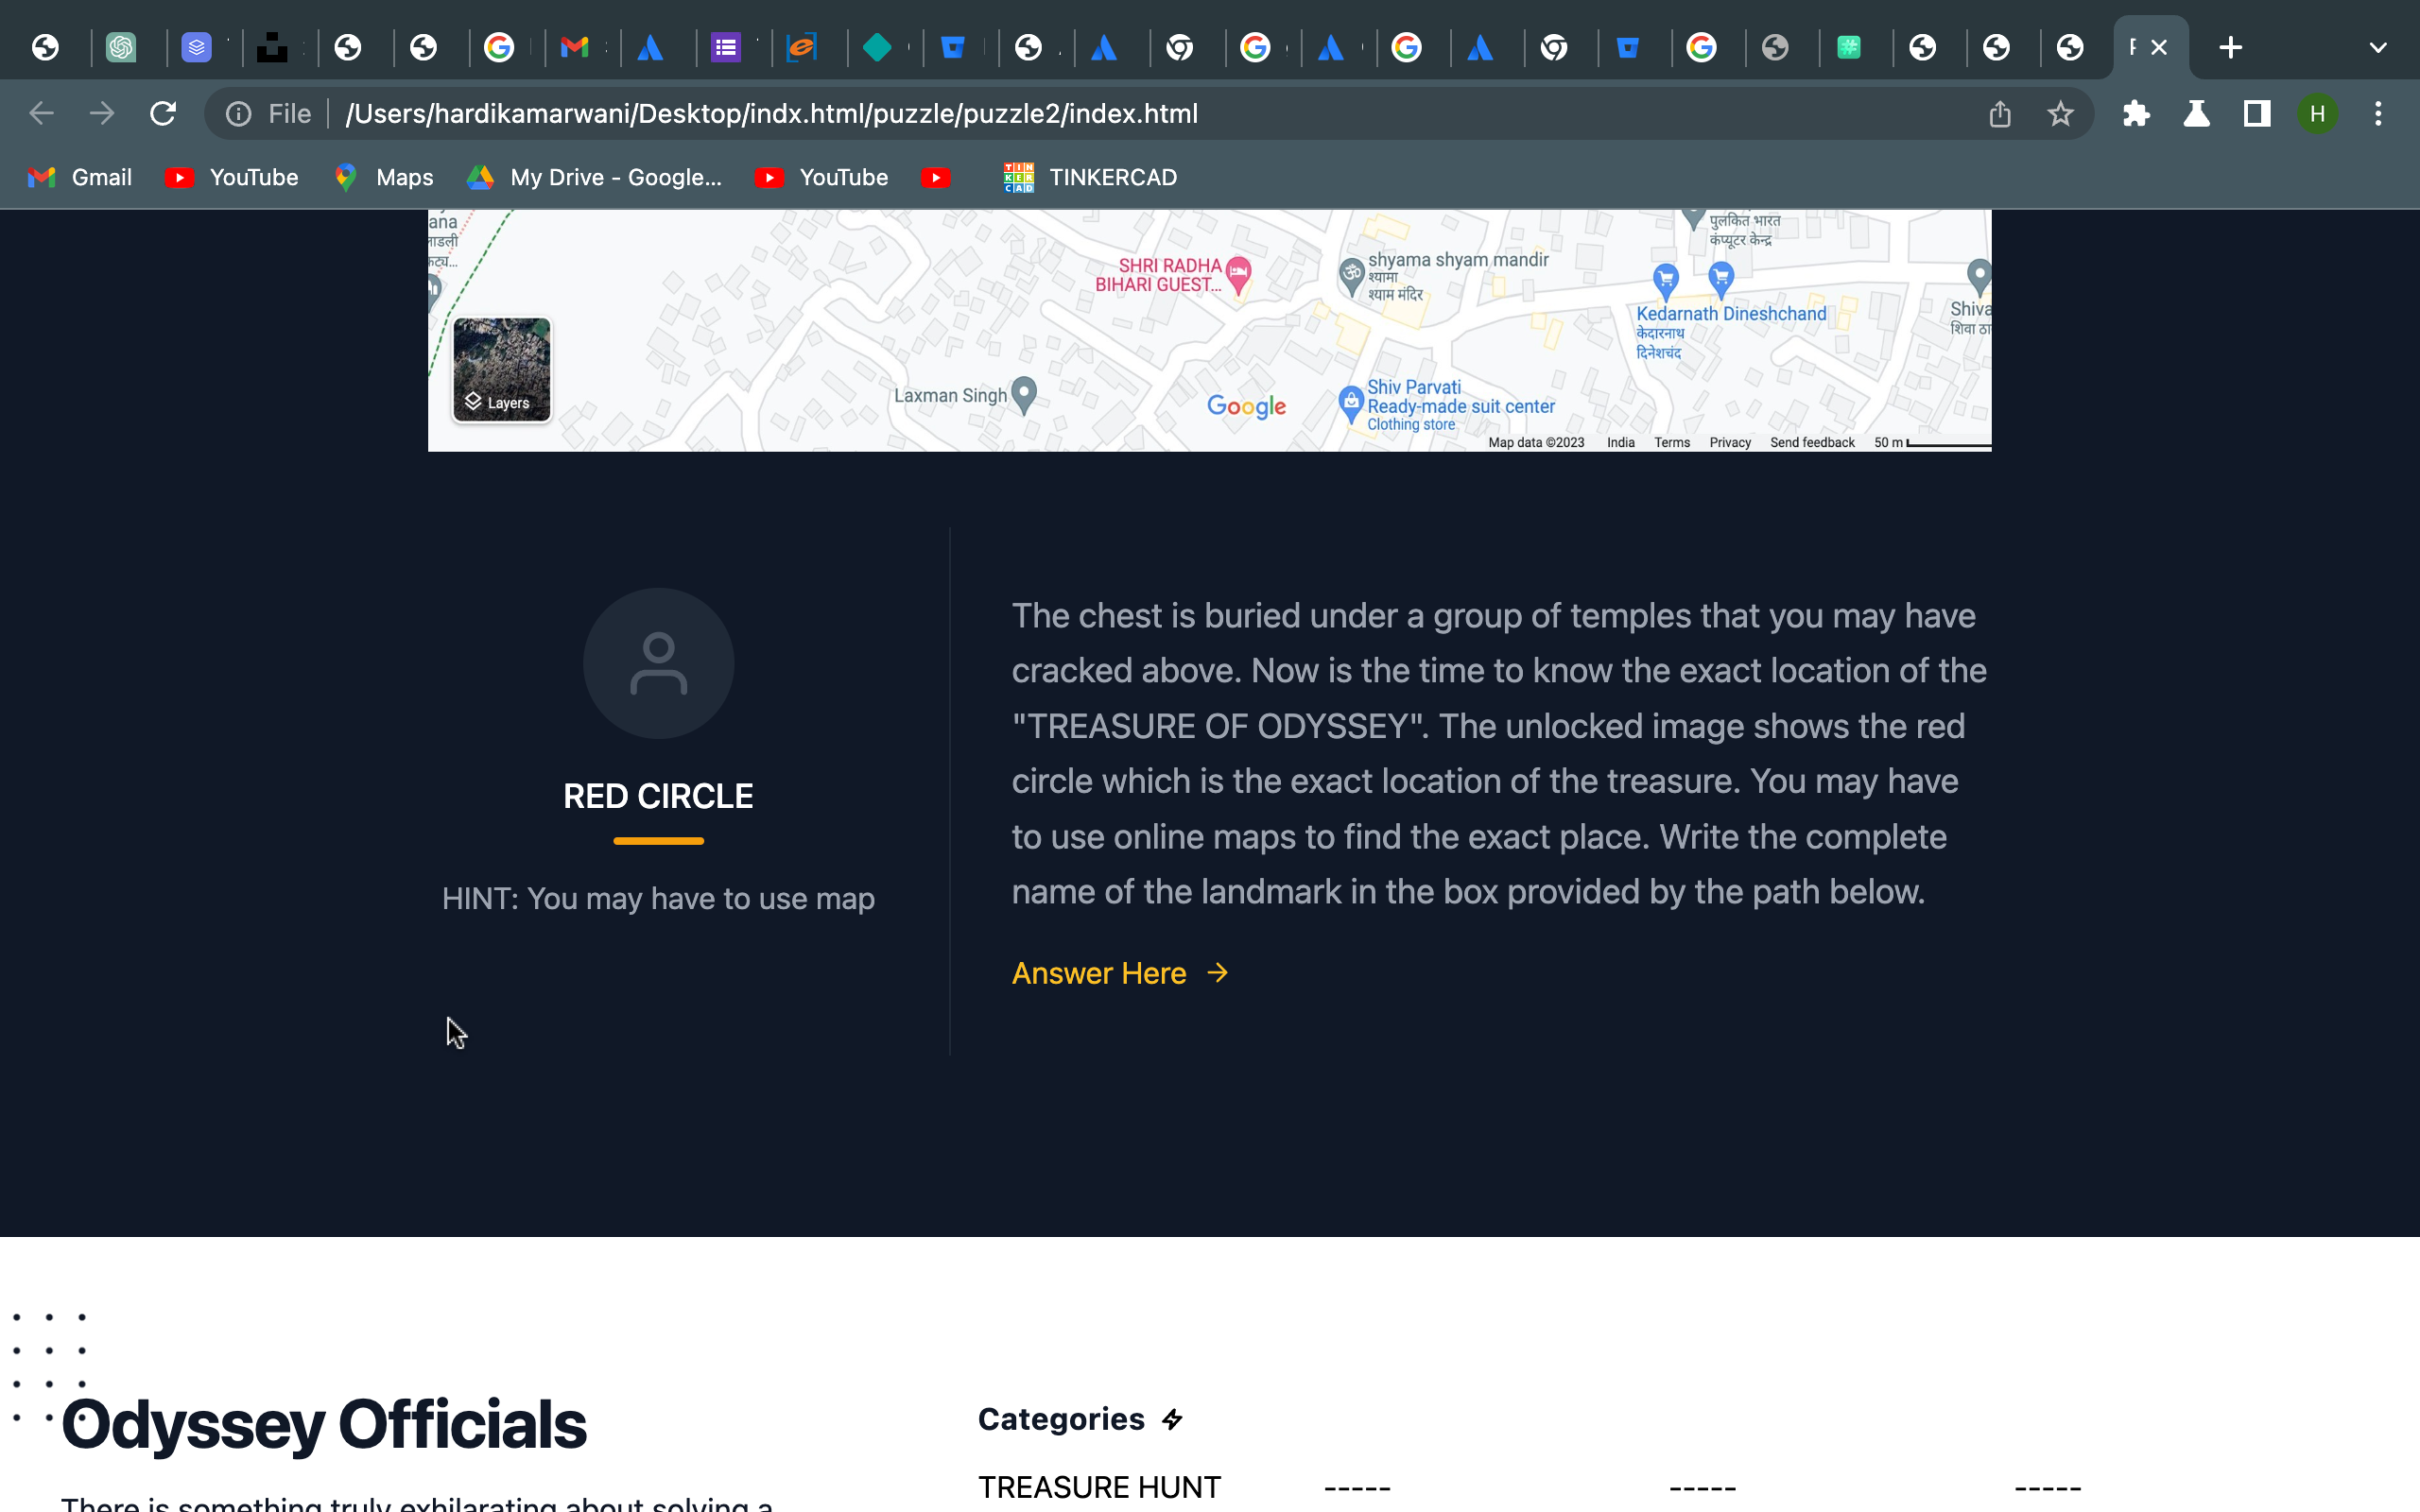 File | /Users/hardikamarwani/Desktop/indx.html/puzzle/puzzle2/index.html
H
Gmail YouTube Maps My Drive - Google... YouTube TINKERCAD
ana
SHRI RADHA
BIHARI GUEST...
shyama shyam mandir
श्यामा
श्याम मंदिर
पुलकित भारत
कंप्यूटर केन्द्र
Kedarnath Dineshchand
केदारनाथ
दिनेशचंद
Shiva
Layers
Laxman Singh
Google
Shiv Parvati
Ready-made suit center
Clothing store
Map data ©2023 India Terms Privacy Send feedback 50 m
RED CIRCLE
HINT: You may have to use map
The chest is buried under a group of temples that you may have
cracked above. Now is the time to know the exact location of the
"TREASURE OF ODYSSEY". The unlocked image shows the red
circle which is the exact location of the treasure. You may have
to use online maps to find the exact place. Write the complete
name of the landmark in the box provided by the path below.
Answer Here →
Odyssey Officials
There is something truly exhilarating about solving a
Categories
TREASURE HUNT ----- ----- -----